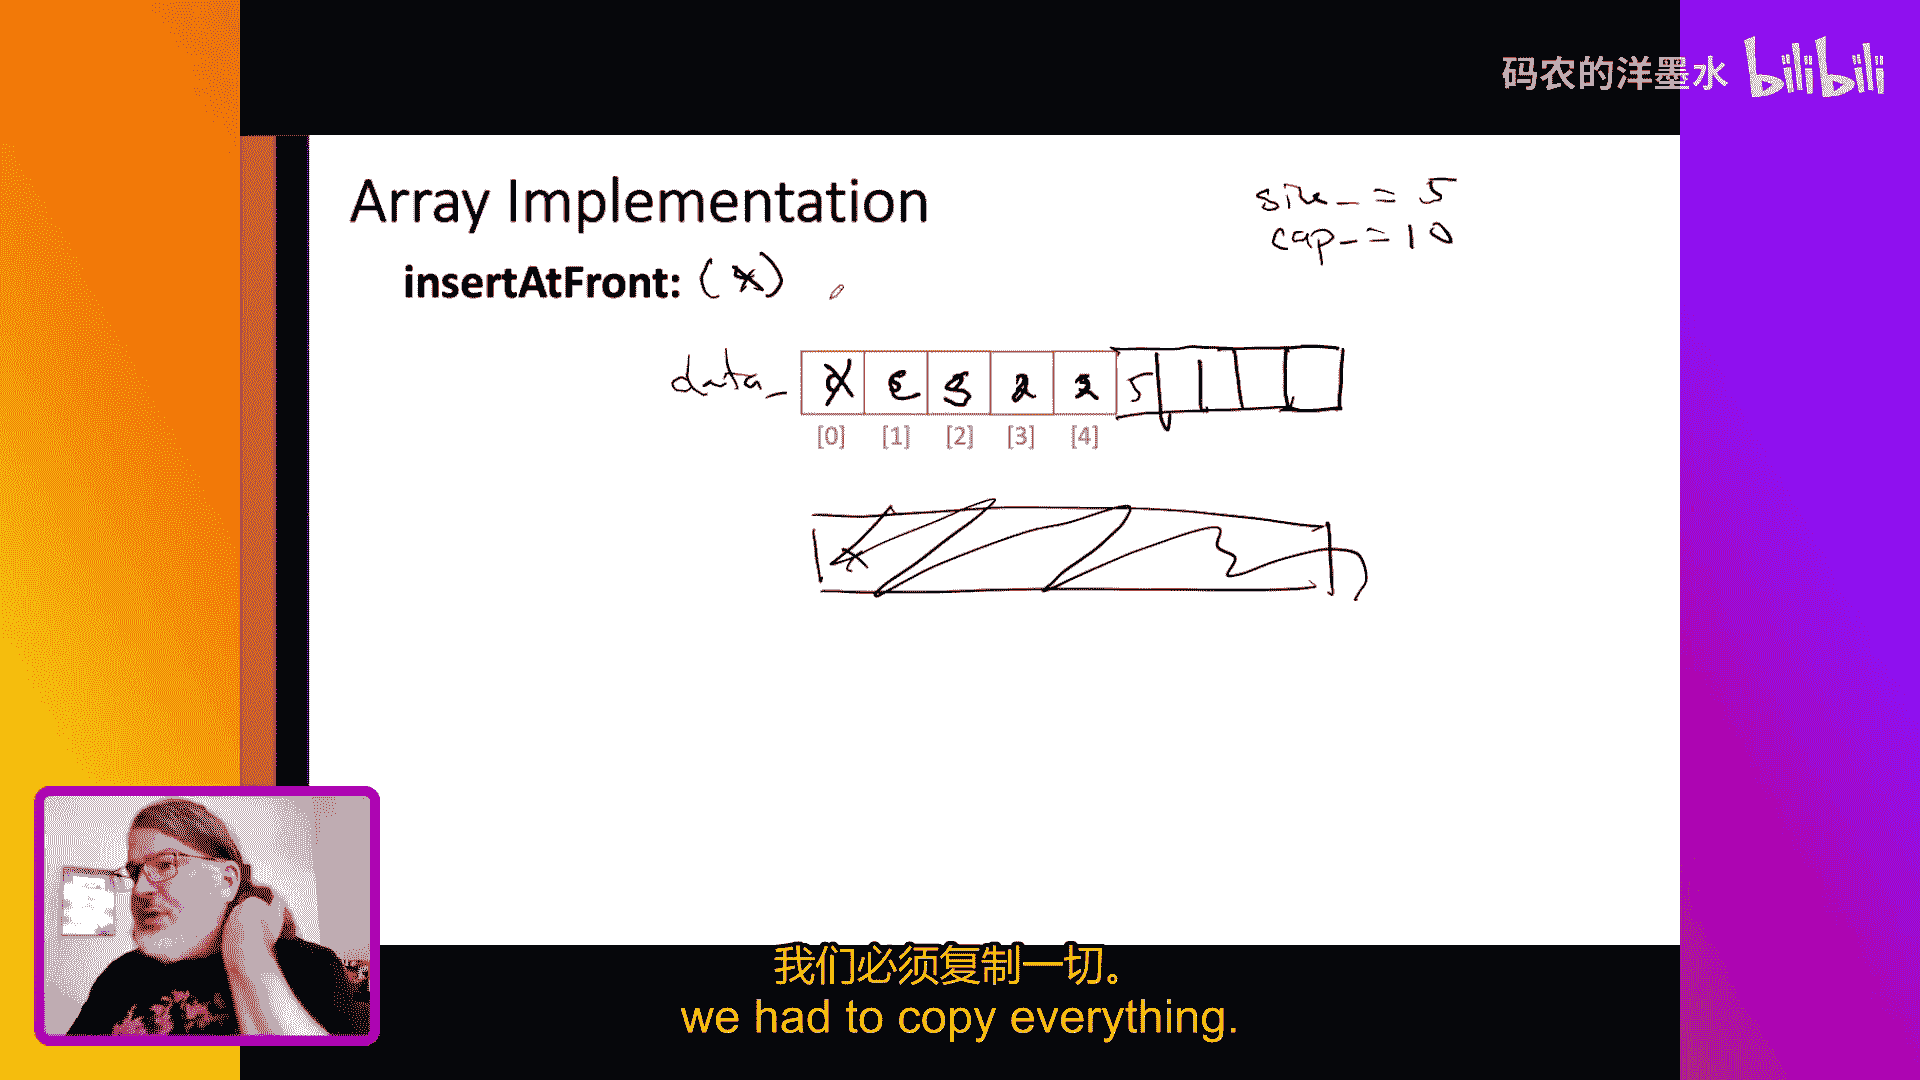 码农的洋墨水 bilibili
Array Implementation
size_ = 5
cap_ = 10
insertAtFront: (x)
data_
5
[0] [1] [2] [3] [4]
x
我们必须复制一切。
we had to copy everything.